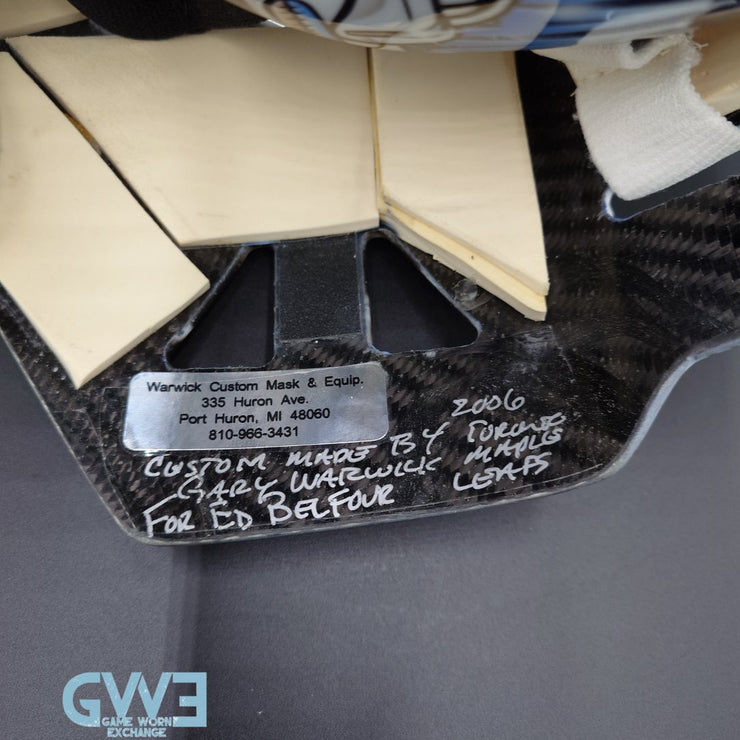 Warwick Custom Mask & Equip.
335 Huron Ave.
Port Huron, MI 48060
810-966-3431
CUSTOM MADE BY
GARY WARWICK
FOR ED BELFOUR
2006
TORONTO
MAPLE
LEAFS
GWE
GAME WORN
EXCHANGE